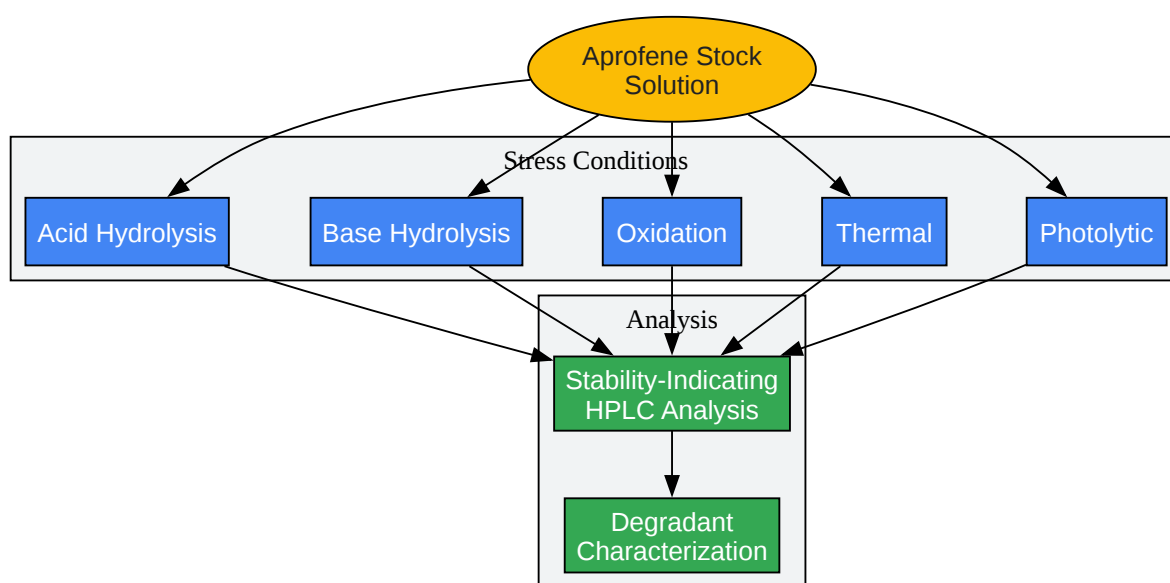 Aprofene Stock
Solution
Stress Conditions
Acid Hydrolysis
Base Hydrolysis
Oxidation
Thermal
Photolytic
Analysis
Stability-Indicating
HPLC Analysis
Degradant
Characterization